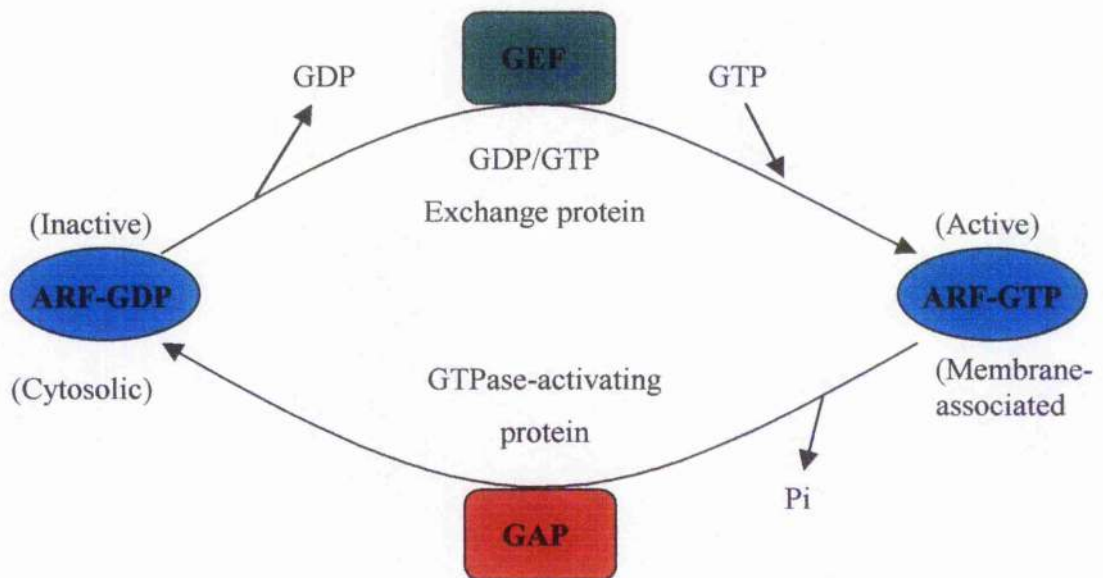 GEF
GDP
GTP
GDP/GTP
Exchange protein
(Inactive)
(Active)
ARF-GDP
ARF-GTP
(Cytosolic)
GTPase-activating
protein
(Membrane-
associated
Pi
GAP